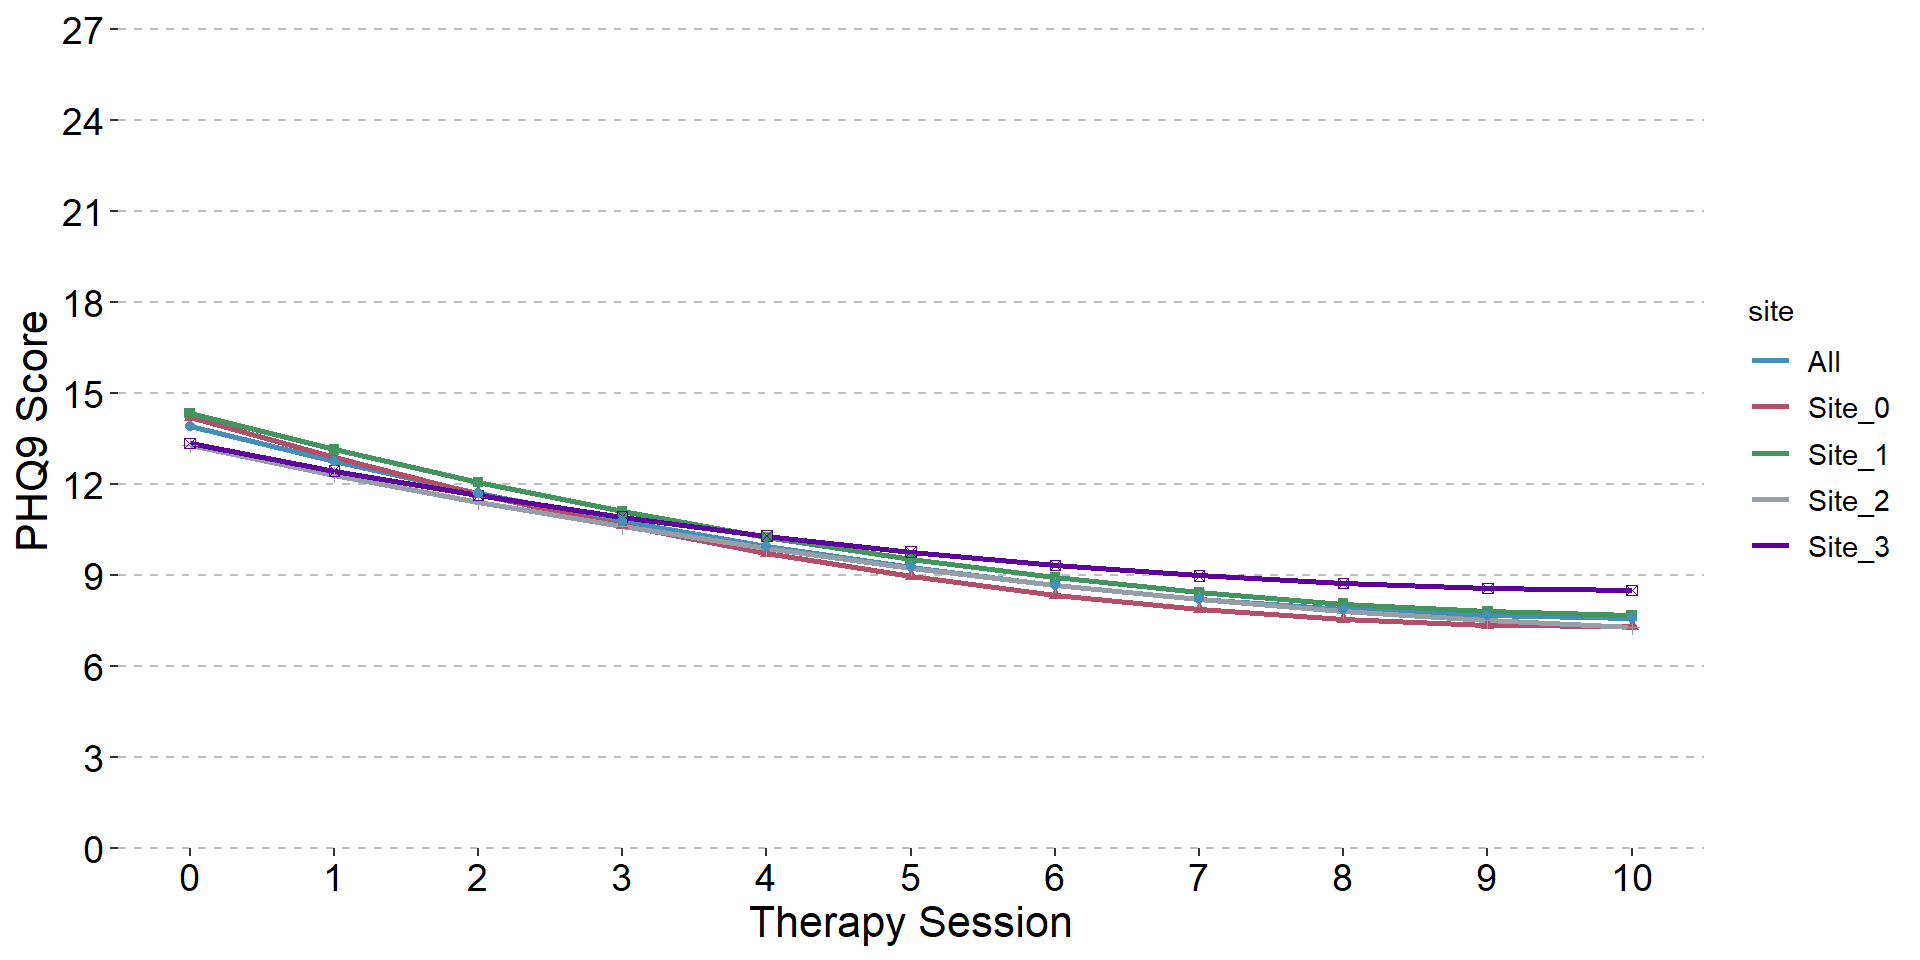 27
24
21
18
15
12
9
6
3
0
PHQ9 Score
0 1 2 3 4 5 6 7 8 9 10
Therapy Session
site
All
Site_0
Site_1
Site_2
Site_3